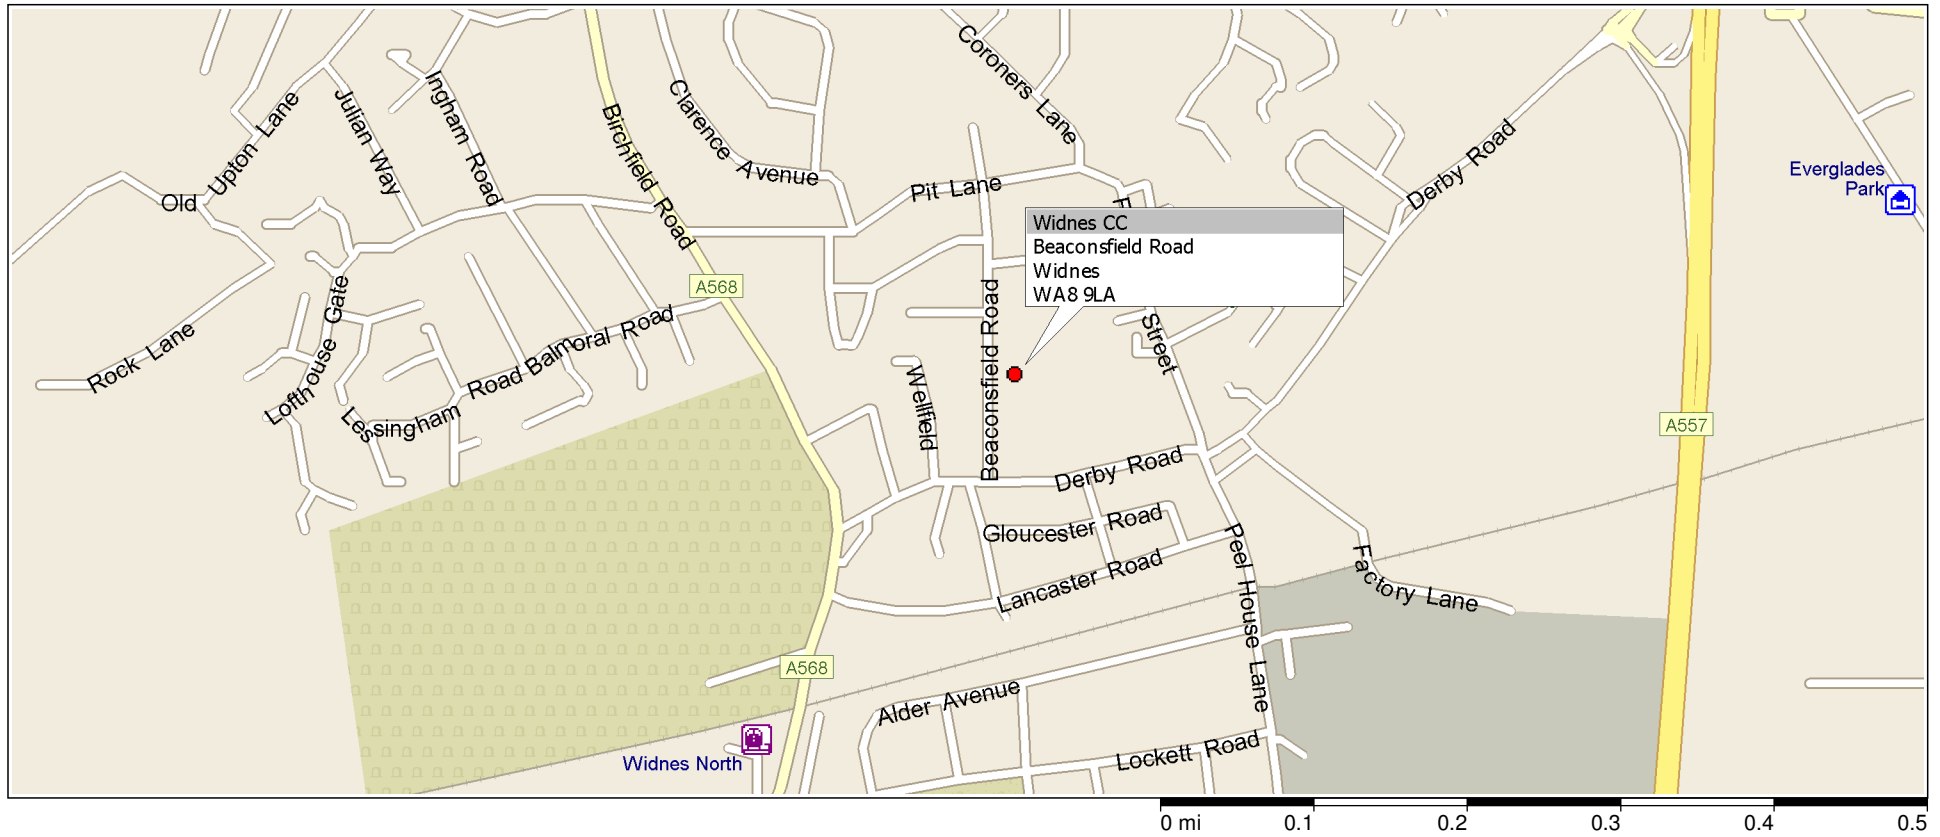 Coroners Lane
Ingham Road
Julian Way
Clarence Avenue
Old Upton Lane
Birchfield Road
Derby Road
Everglades
Park
Pit Lane
Widnes CC
Beaconsfield Road
Widnes
WA8 9LA
A568
Lofthouse Gate
Rock Lane
Balmoral Road
Lessingham Road
Beaconsfield Road
Street
Wellfield
A557
Derby Road
Gloucester Road
Lancaster Road
Peel House Lane
Factory Lane
A568
Alder Avenue
Widnes North
Lockett Road
0 mi 0.1 0.2 0.3 0.4 0.5